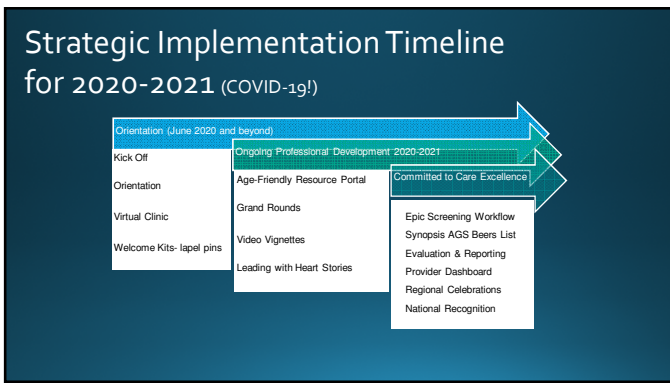 Strategic Implementation Timeline
for 2020-2021 (COVID-19!)
Orientation (June 2020 and beyond)
Kick Off
Orientation
Virtual Clinic
Welcome Kits- lapel pins
Ongoing Professional Development 2020-2021
Age-Friendly Resource Portal
Grand Rounds
Video Vignettes
Leading with Heart Stories
Committed to Care Excellence
Epic Screening Workflow
Synopsis AGS Beers List
Evaluation & Reporting
Provider Dashboard
Regional Celebrations
National Recognition